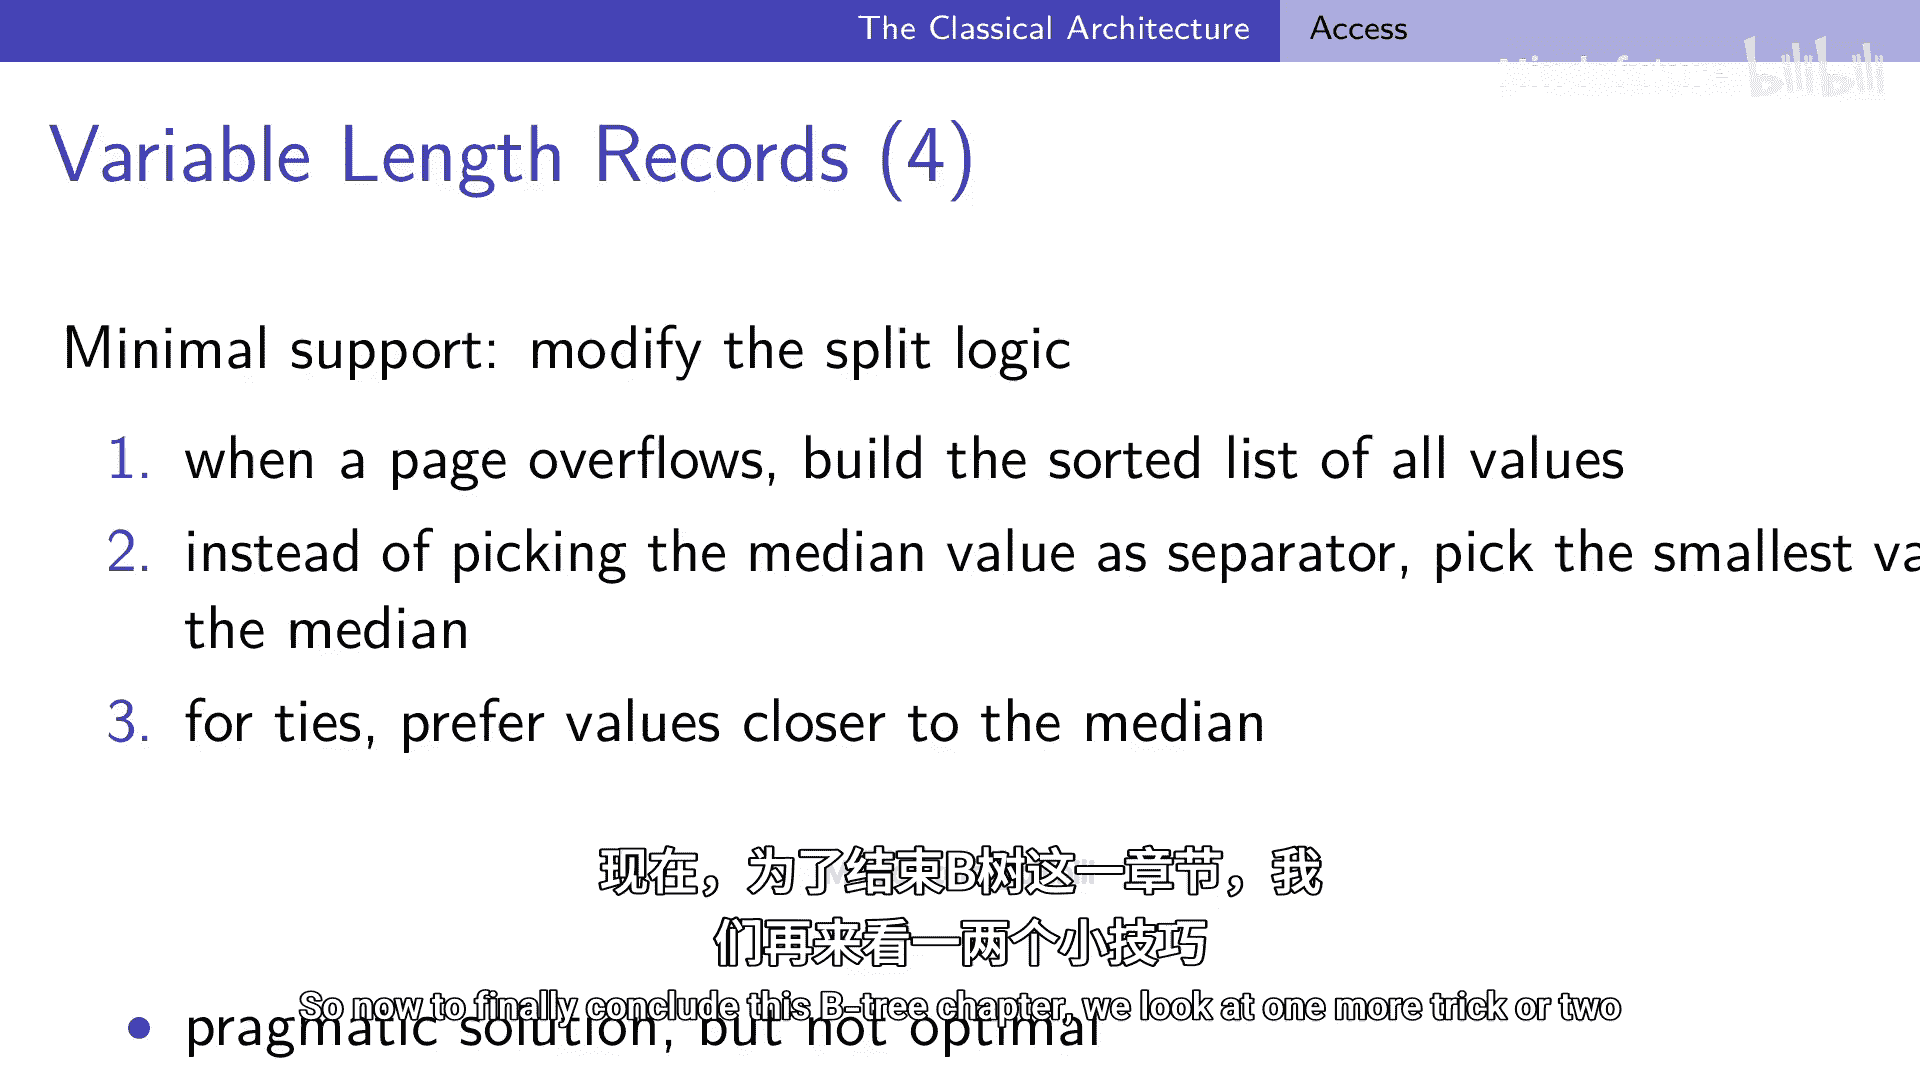 The Classical Architecture Access
bilibili
Variable Length Records (4)
Minimal support: modify the split logic
1. when a page overflows, build the sorted list of all values
2. instead of picking the median value as separator, pick the smallest va
the median
3. for ties, prefer values closer to the median
现在，为了结束B树这一章节，我
们再来看一两个小技巧
So now to finally conclude this B-tree chapter, we look at one more trick or two
• pragmatic solution, but not optimal